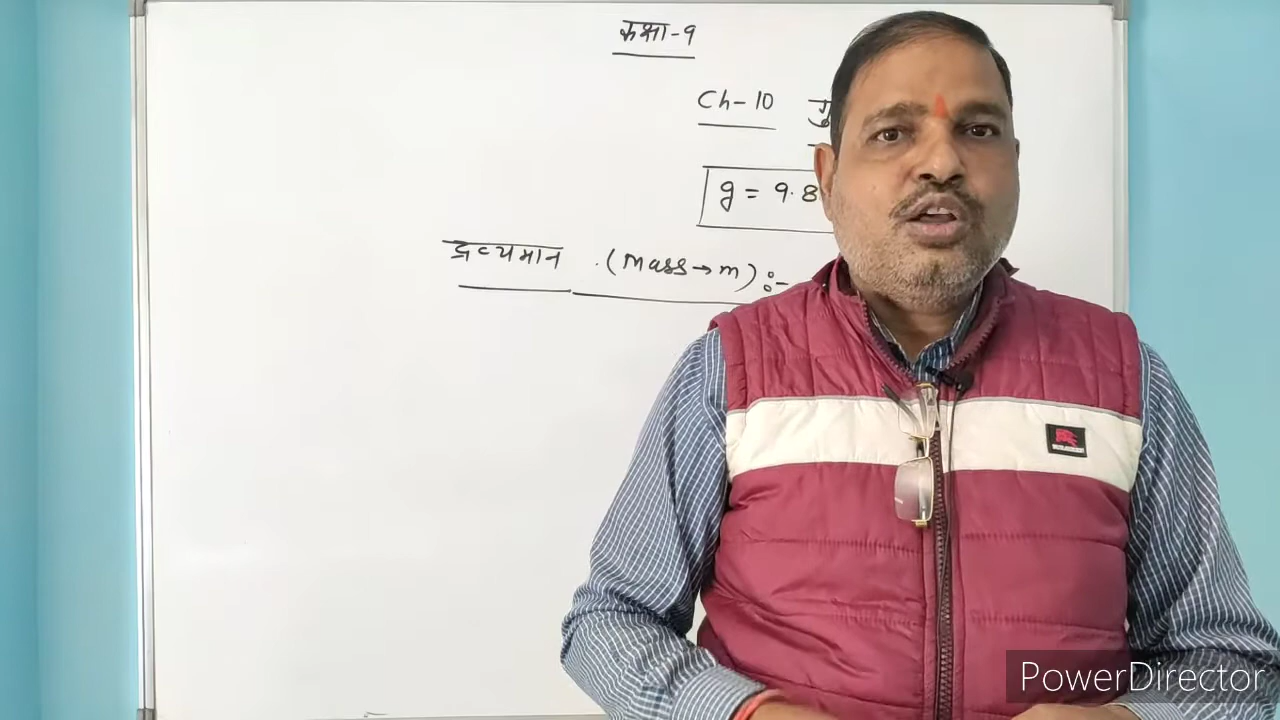 कक्षा-9
Ch-10 गु
g = 9.8
द्रव्यमान (Mass→m):-
PowerDirector